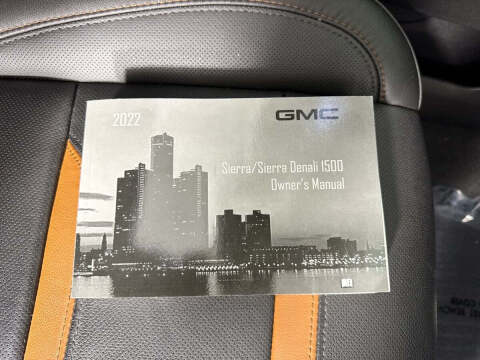 2022
GMC
Sierra/Sierra Denali 1500
Owner's Manual